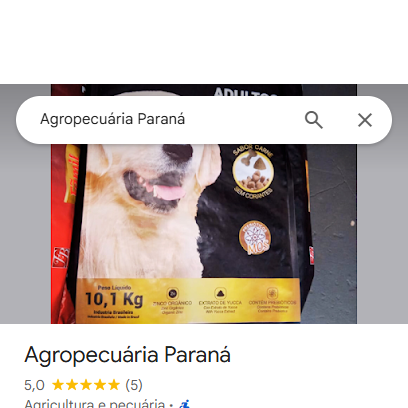 Agropecuária Paraná
ADULTOS
SABOR CARNE
SEM CORANTES
Peso Líquido
10,1 Kg
Indústria Brasileira
ZINCO ORGÂNICO
EXTRATO DE YUCCA
CONTÉM PREBIÓTICOS
Agropecuária Paraná
5,0 (5)
Agricultura e pecuária ·